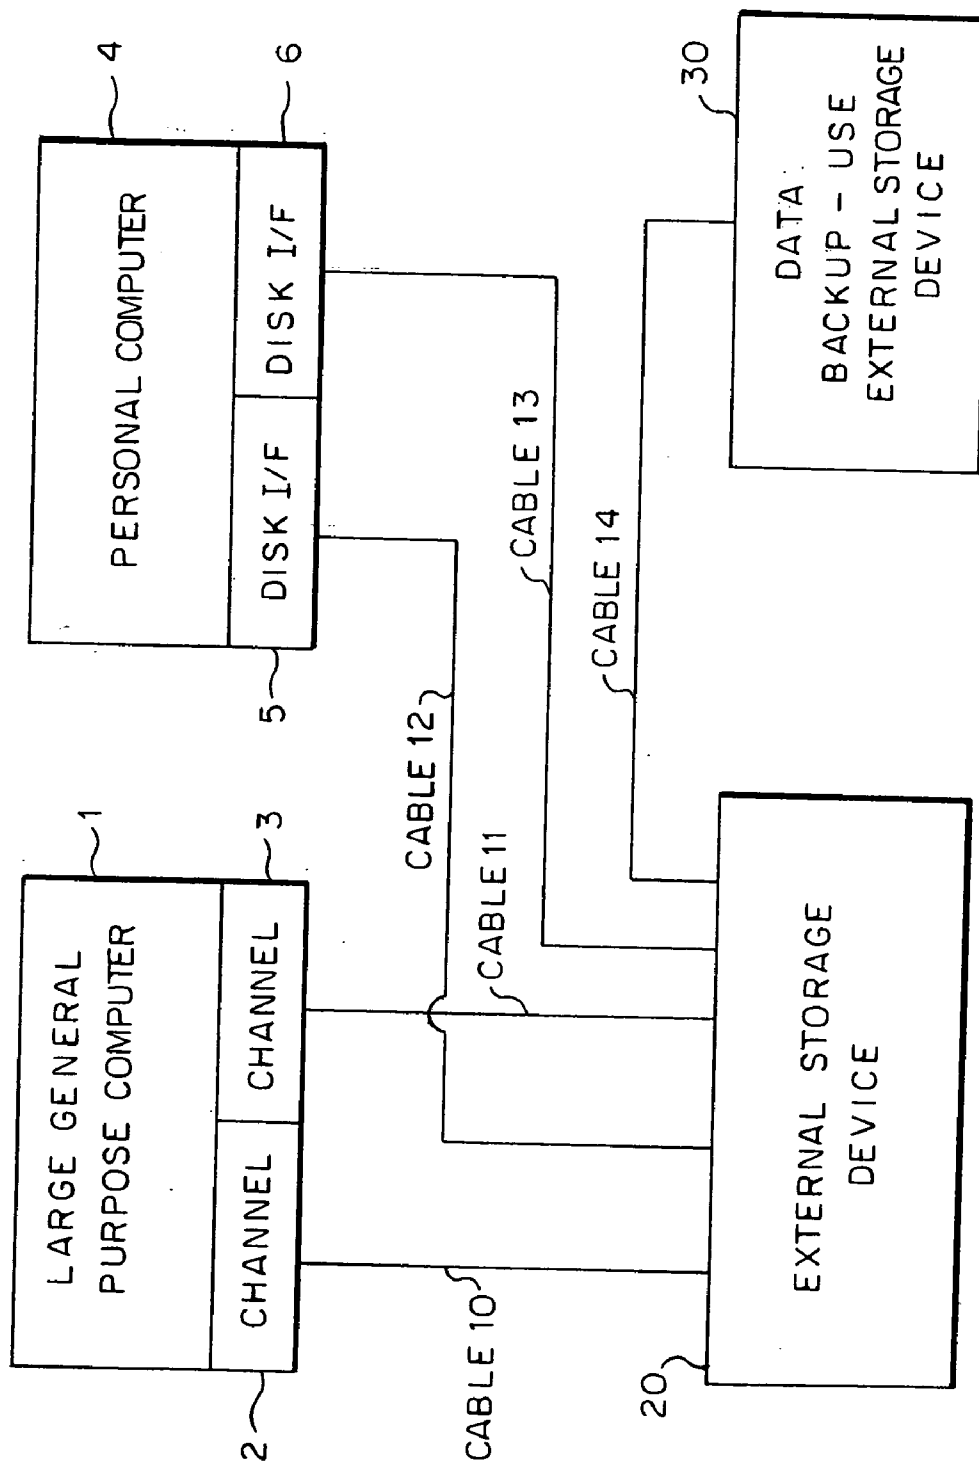 LARGE GENERAL
PURPOSE COMPUTER
1
CHANNEL
CHANNEL
2
3
PERSONAL COMPUTER
4
DISK I/F
DISK I/F
5
6
CABLE 10
CABLE 11
CABLE 12
CABLE 13
CABLE 14
EXTERNAL STORAGE
DEVICE
20
DATA
BACKUP - USE
EXTERNAL STORAGE
DEVICE
30